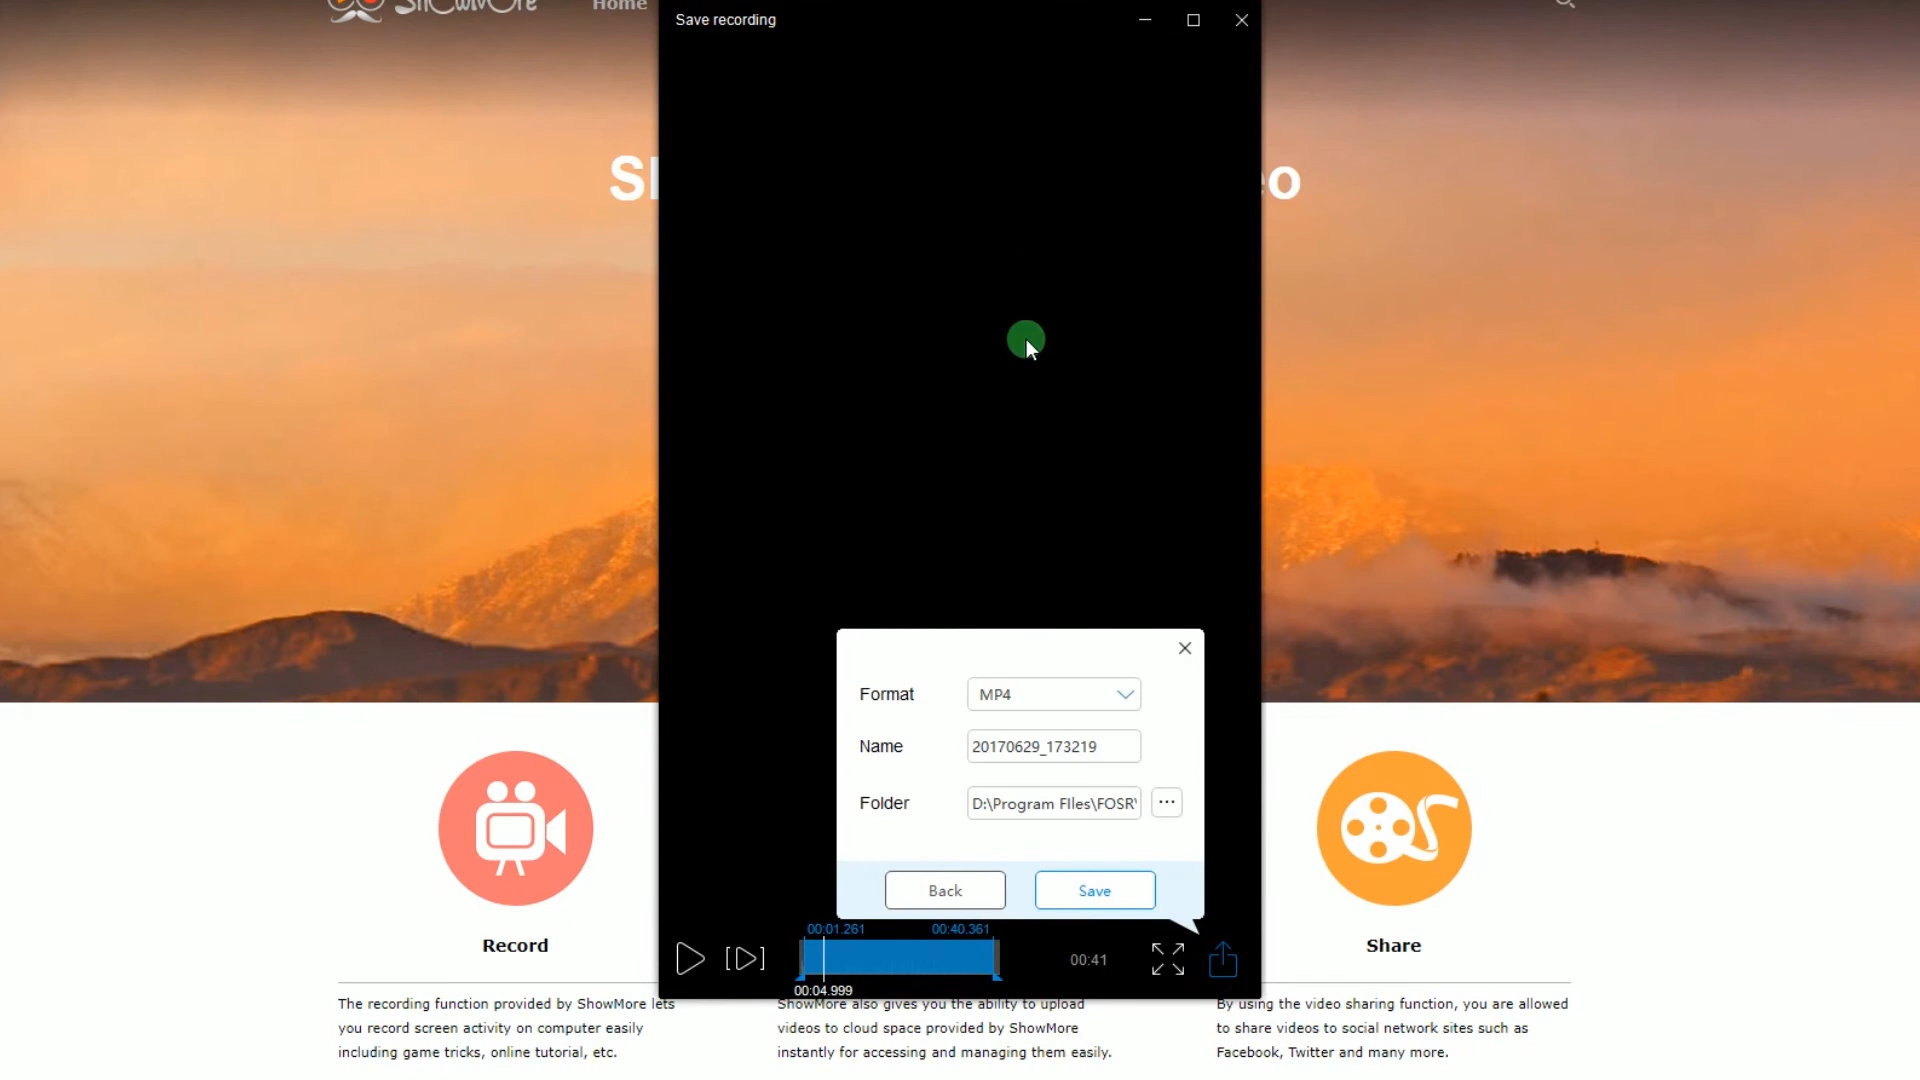 ShowMore
Home
Save recording
Format
MP4
Name
20170629_173219
Folder
D:\Program FIles\FOSR\
...
Back
Save
00:01.261
00:40.361
00:41
00:04.999
Record
The recording function provided by ShowMore lets
you record screen activity on computer easily
including game tricks, online tutorial, etc.
ShowMore also gives you the ability to upload
videos to cloud space provided by ShowMore
instantly for accessing and managing them easily.
Share
By using the video sharing function, you are allowed
to share videos to social network sites such as
Facebook, Twitter and many more.